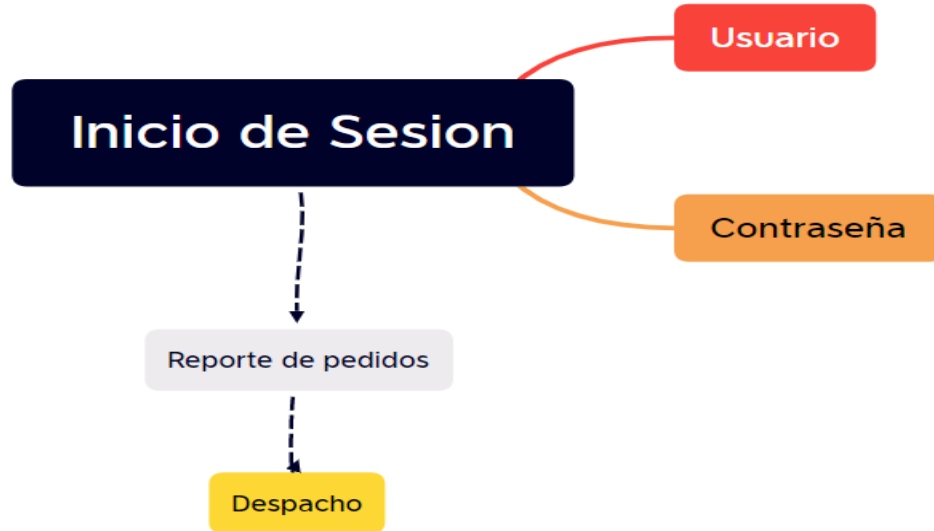 Usuario
Inicio de Sesion
Contraseña
Reporte de pedidos
Despacho